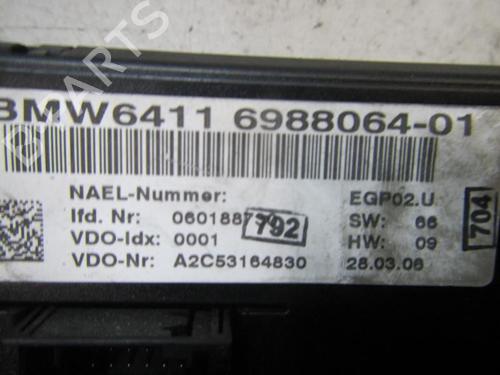 BMW6411 6988064-01
NAEL-Nummer: EGP02.U
lfd. Nr: SW: 66
792
704
VDO-Idx: 0001 HW: 09
VDO-Nr: A2C53164830 28.03.06
B-PARTS